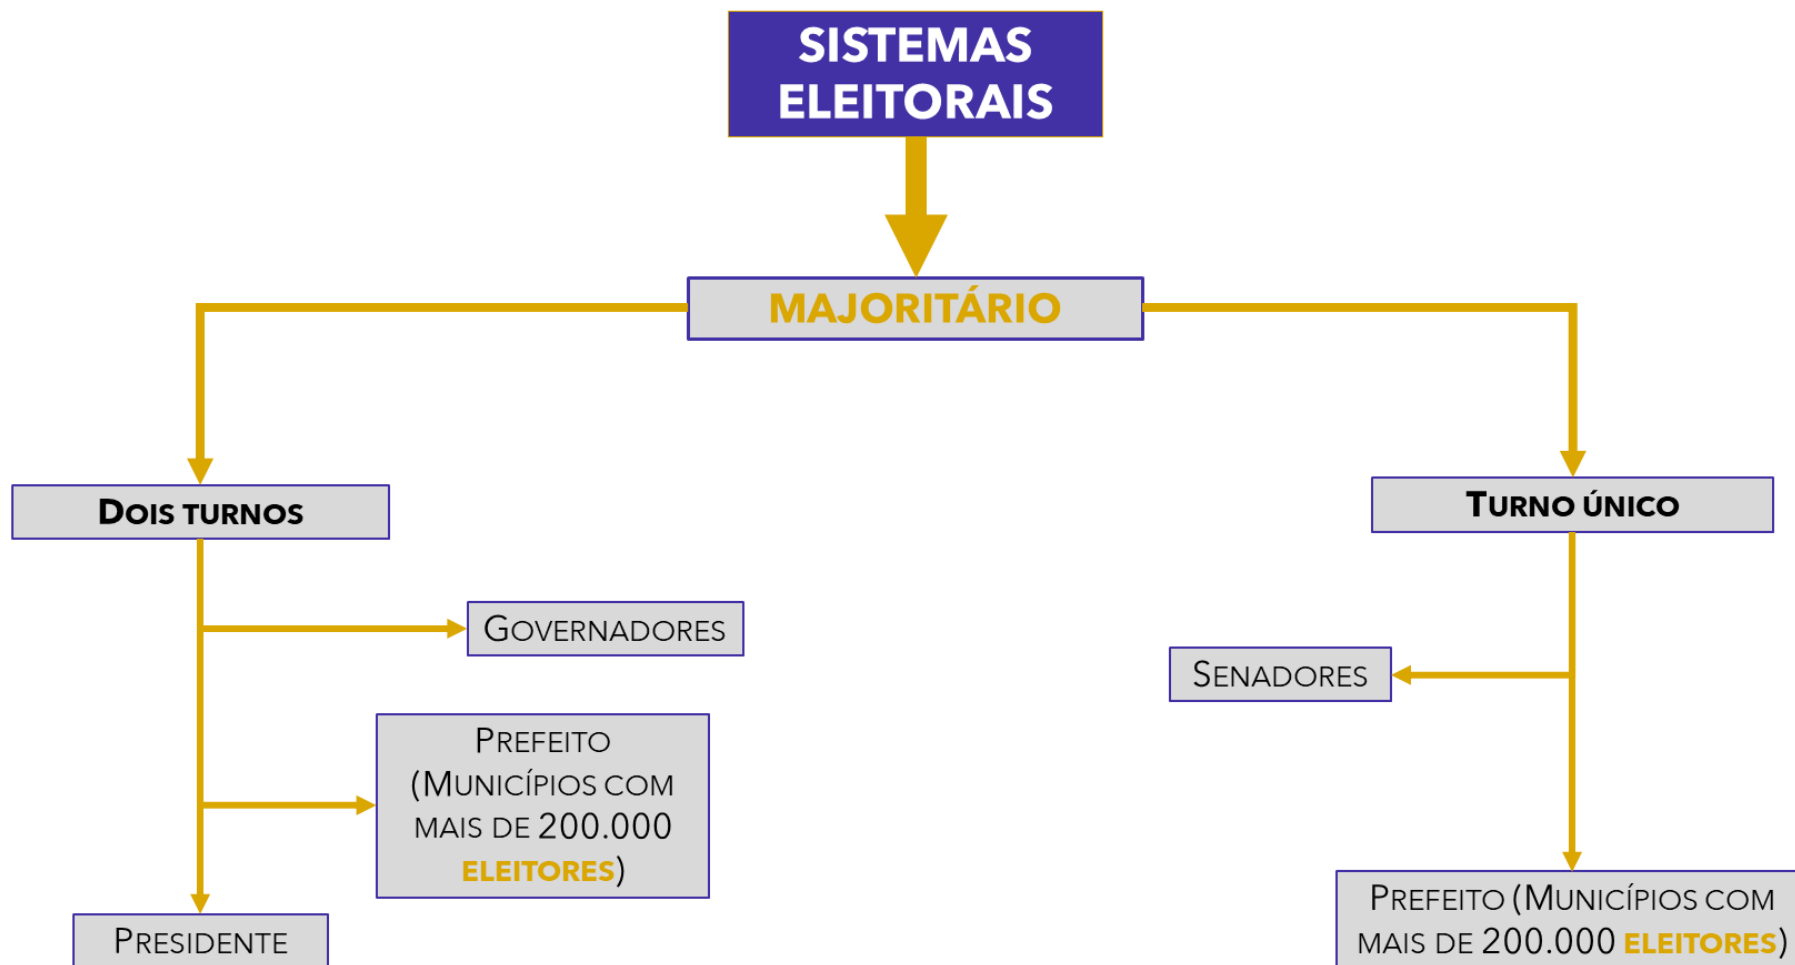 SISTEMAS
ELEITORAIS
MAJORITÁRIO
DOIS TURNOS
GOVERNADORES
PREFEITO
(MUNICÍPIOS COM
MAIS DE 200.000
ELEITORES)
PRESIDENTE
TURNO ÚNICO
SENADORES
PREFEITO (MUNICÍPIOS COM
MAIS DE 200.000 ELEITORES)